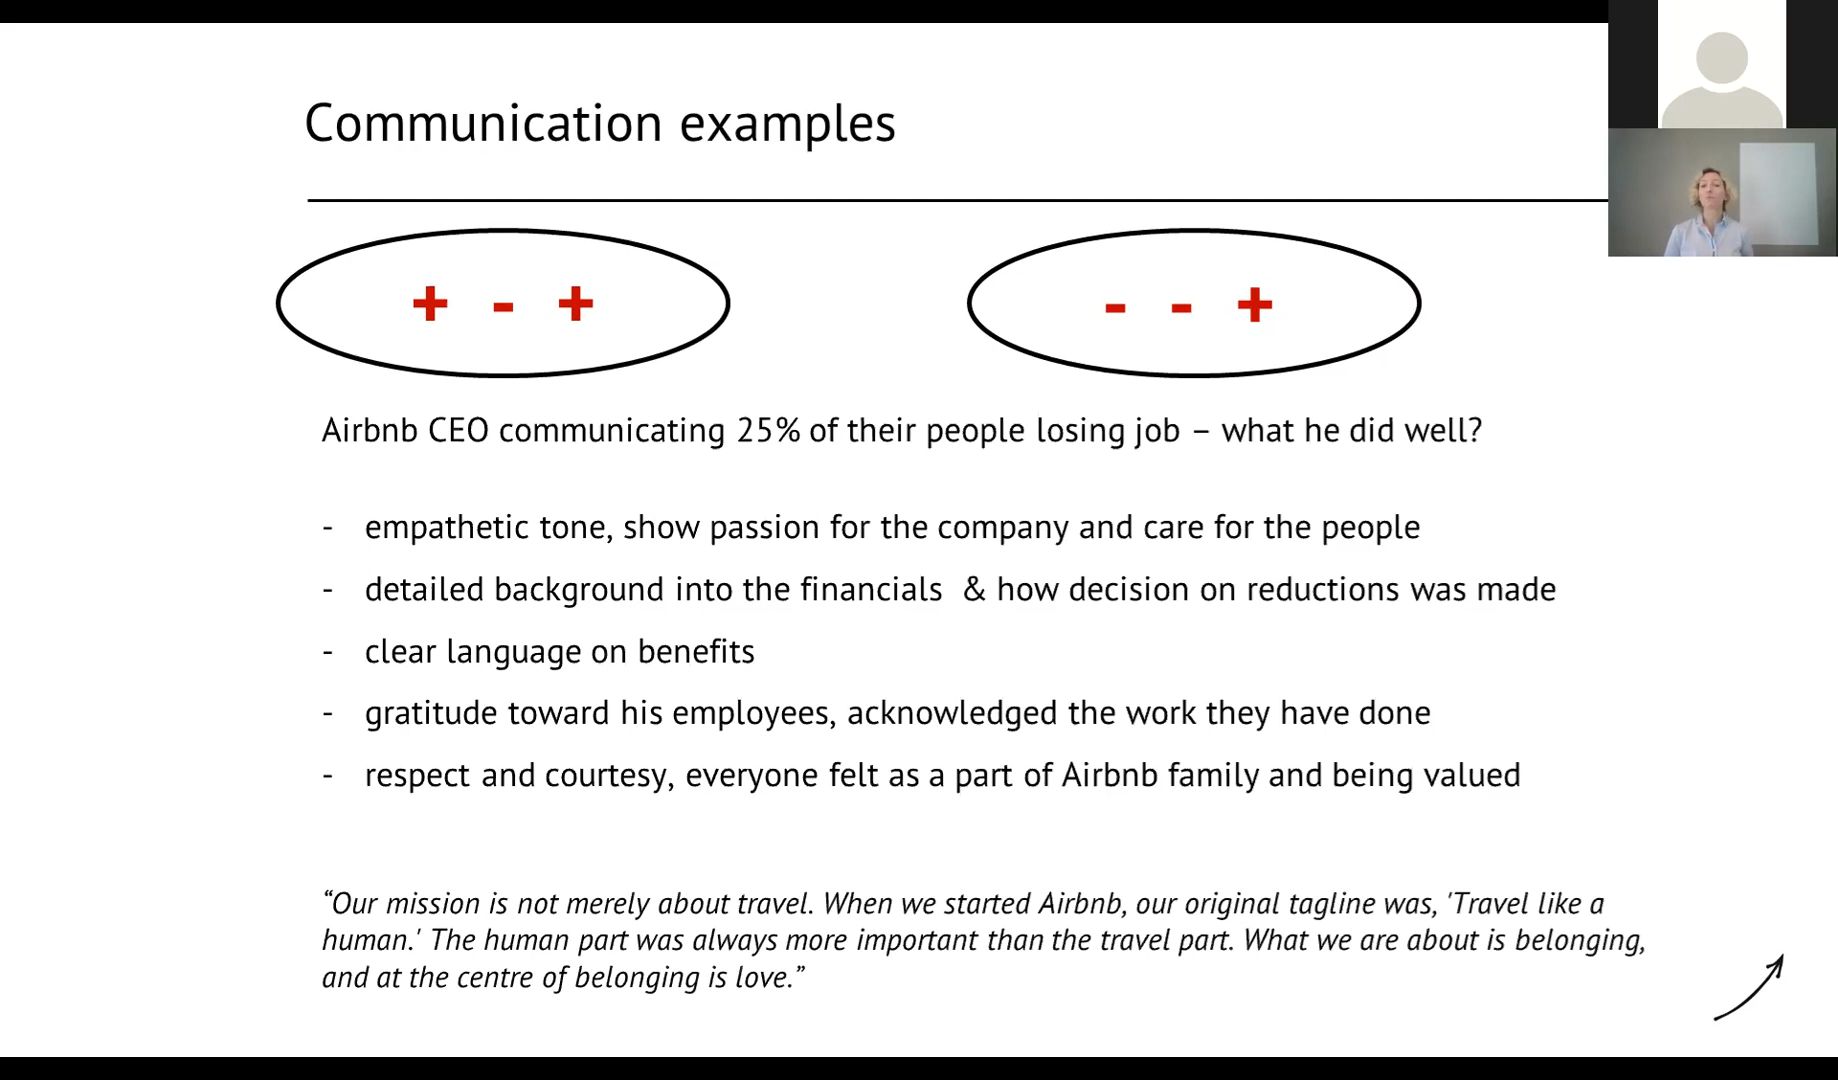 Communication examples
+ - +
- - +
Airbnb CEO communicating 25% of their people losing job – what he did well?
- empathetic tone, show passion for the company and care for the people
- detailed background into the financials & how decision on reductions was made
- clear language on benefits
- gratitude toward his employees, acknowledged the work they have done
- respect and courtesy, everyone felt as a part of Airbnb family and being valued
“Our mission is not merely about travel. When we started Airbnb, our original tagline was, 'Travel like a
human.' The human part was always more important than the travel part. What we are about is belonging,
and at the centre of belonging is love.”